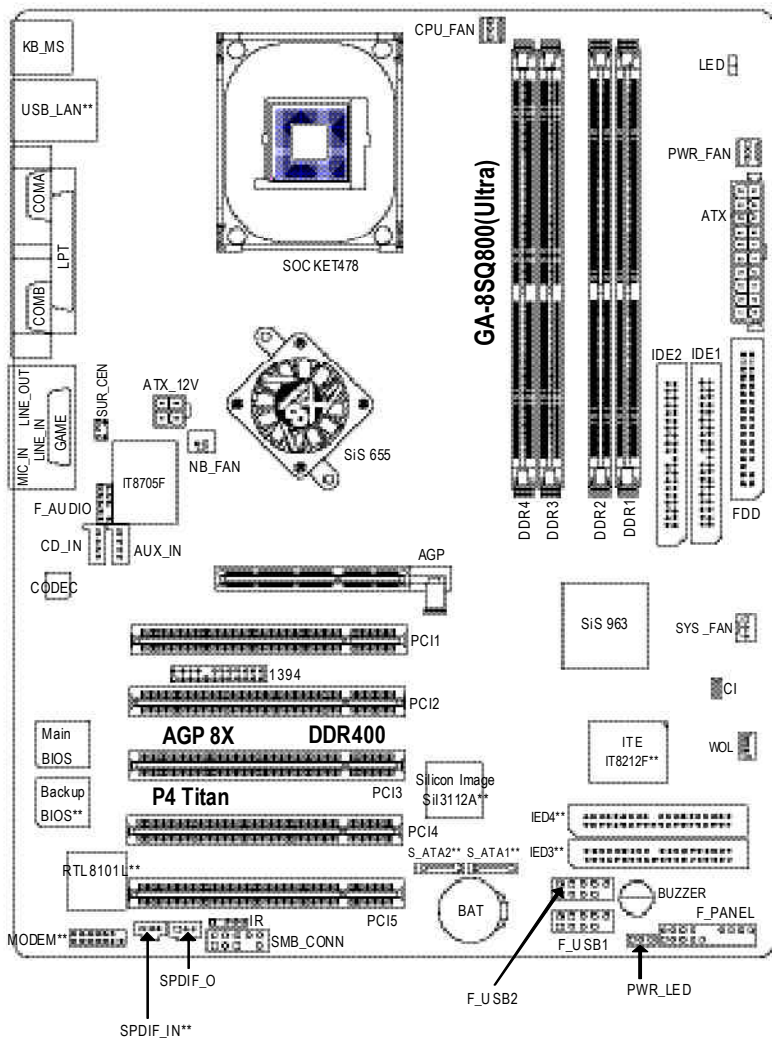 CPU_FAN
KB_MS
LED
USB_LAN**
PWR_FAN
COMA
ATX
LPT
GA-8SQ800(Ultra)
SOCKET478
COMB
IDE2
IDE1
LINE_OUT
SUR_CEN
ATX_12V
GAME
LINE_IN
MIC_IN
NB_FAN
SiS 655
IT8705F
F_AUDIO
DDR4
DDR3
DDR2
DDR1
FDD
CD_IN
AUX_IN
AGP
CODEC
SiS 963
SYS_FAN
PCI1
1394
CI
PCI2
Main
BIOS
AGP 8X
DDR400
ITE
IT8212F**
WOL
Silicon Image
SiI3112A**
Backup
BIOS**
P4 Titan
PCI3
IED4**
PCI4
S_ATA2**
S_ATA1**
IED3**
RTL8101L**
BUZZER
PCI5
BAT
F_PANEL
IR
MODEM**
SMB_CONN
F_USB1
SPDIF_O
F_USB2
PWR_LED
SPDIF_IN**